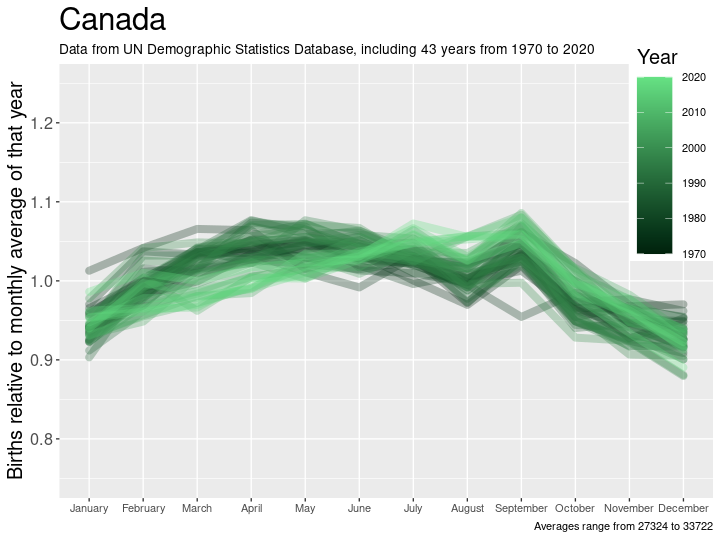 Canada
Data from UN Demographic Statistics Database, including 43 years from 1970 to 2020
Year
2020
2010
2000
1990
1980
1970
Births relative to monthly average of that year
1.2
1.1
1.0
0.9
0.8
January February March April May June July August September October November December
Averages range from 27324 to 33722